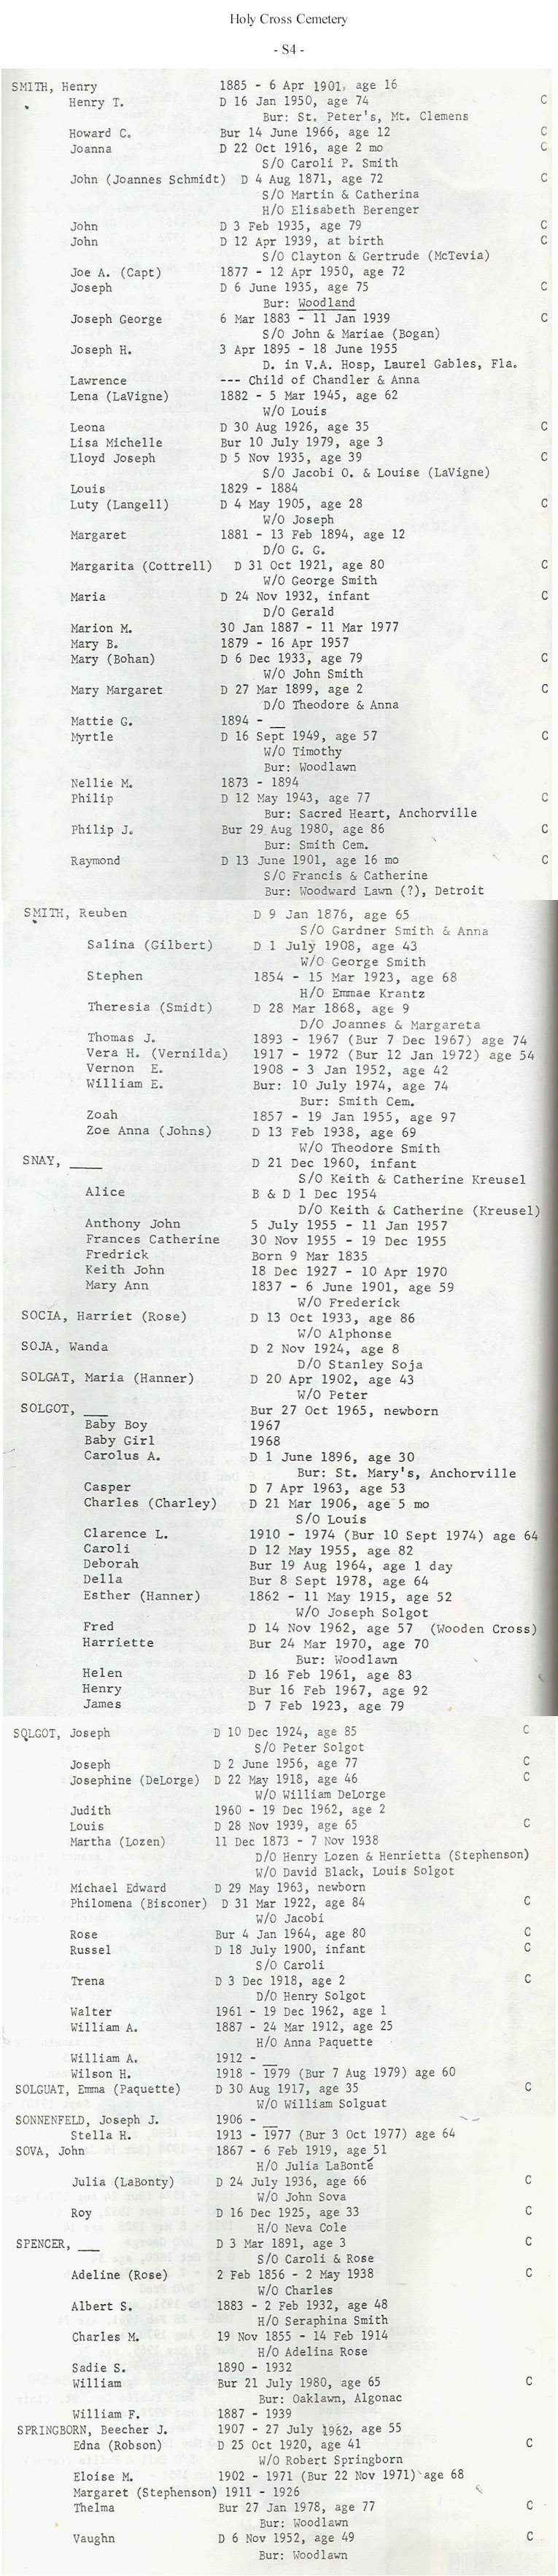 Holy Cross Cemetery
- S4 -
SMITH, Henry 1885 - 6 Apr 1901, age 16
Henry T. D 16 Jan 1950, age 74 C
Bur: St. Peter's, Mt. Clemens
Howard C. Bur 14 June 1966, age 12 C
Joanna D 22 Oct 1916, age 2 mo C
S/O Caroli P. Smith
John (Joannes Schmidt) D 4 Aug 1871, age 72 C
S/O Martin & Catherina
H/O Elisabeth Berenger
John D 3 Feb 1935, age 79 C
John D 12 Apr 1939, at birth C
S/O Clayton & Gertrude (McTevia)
Joe A. (Capt) 1877 - 12 Apr 1950, age 72
Joseph D 6 June 1935, age 75 C
Bur: Woodland
Joseph George 6 Mar 1883 - 11 Jan 1939 C
S/O John & Mariae (Bogan)
Joseph H. 3 Apr 1895 - 18 June 1955
D. in V.A. Hosp, Laurel Gables, Fla.
Lawrence --- Child of Chandler & Anna
Lena (LaVigne) 1882 - 5 Mar 1945, age 62
W/O Louis
Leona D 30 Aug 1926, age 35 C
Lisa Michelle Bur 10 July 1979, age 3
Lloyd Joseph D 5 Nov 1935, age 39 C
S/O Jacobi O. & Louise (LaVigne)
Louis 1829 - 1884
Luty (Langell) D 4 May 1905, age 28 C
W/O Joseph
Margaret 1881 - 13 Feb 1894, age 12
D/O G. G.
Margarita (Cottrell) D 31 Oct 1921, age 80 C
W/O George Smith
Maria D 24 Nov 1932, infant C
D/O Gerald
Marion M. 30 Jan 1887 - 11 Mar 1977
Mary B. 1879 - 16 Apr 1957
Mary (Bohan) D 6 Dec 1933, age 79 C
W/O John Smith
Mary Margaret D 27 Mar 1899, age 2 C
D/O Theodore & Anna
Mattie G. 1894 - __
Myrtle D 16 Sept 1949, age 57 C
W/O Timothy
Bur: Woodlawn
Nellie M. 1873 - 1894
Philip D 12 May 1943, age 77 C
Bur: Sacred Heart, Anchorville
Philip J. Bur 29 Aug 1980, age 86 C
Bur: Smith Cem.
Raymond D 13 June 1901, age 16 mo C
S/O Francis & Catherine
Bur: Woodward Lawn (?), Detroit
SMITH, Reuben D 9 Jan 1876, age 65
S/O Gardner Smith & Anna
Salina (Gilbert) D 1 July 1908, age 43
W/O George Smith
Stephen 1854 - 15 Mar 1923, age 68
H/O Emmae Krantz
Theresia (Smidt) D 28 Mar 1868, age 9
D/O Joannes & Margareta
Thomas J. 1893 - 1967 (Bur 7 Dec 1967) age 74
Vera H. (Vernilda) 1917 - 1972 (Bur 12 Jan 1972) age 54
Vernon E. 1908 - 3 Jan 1952, age 42
William E. Bur: 10 July 1974, age 74
Bur: Smith Cem.
Zoah 1857 - 19 Jan 1955, age 97
Zoe Anna (Johns) D 13 Feb 1938, age 69
W/O Theodore Smith
SNAY, ____ D 21 Dec 1960, infant
S/O Keith & Catherine Kreusel
Alice B & D 1 Dec 1954
D/O Keith & Catherine (Kreusel)
Anthony John 5 July 1955 - 11 Jan 1957
Frances Catherine 30 Nov 1955 - 19 Dec 1955
Fredrick Born 9 Mar 1835
Keith John 18 Dec 1927 - 10 Apr 1970
Mary Ann 1837 - 6 June 1901, age 59
W/O Frederick
SOCIA, Harriet (Rose) D 13 Oct 1933, age 86
W/O Alphonse
SOJA, Wanda D 2 Nov 1924, age 8
D/O Stanley Soja
SOLGAT, Maria (Hanner) D 20 Apr 1902, age 43
W/O Peter
SOLGOT, ___ Bur 27 Oct 1965, newborn
Baby Boy 1967
Baby Girl 1968
Carolus A. D 1 June 1896, age 30
Bur: St. Mary's, Anchorville
Casper D 7 Apr 1963, age 53
Charles (Charley) D 21 Mar 1906, age 5 mo
S/O Louis
Clarence L. 1910 - 1974 (Bur 10 Sept 1974) age 64
Caroli D 12 May 1955, age 82
Deborah Bur 19 Aug 1964, age 1 day
Della Bur 8 Sept 1978, age 64
Esther (Hanner) 1862 - 11 May 1915, age 52
W/O Joseph Solgot
Fred D 14 Nov 1962, age 57 (Wooden Cross)
Harriette Bur 24 Mar 1970, age 70
Bur: Woodlawn
Helen D 16 Feb 1961, age 83
Henry Bur 16 Feb 1967, age 92
James D 7 Feb 1923, age 79
SOLGOT, Joseph D 10 Dec 1924, age 85 C
S/O Peter Solgot
Joseph D 2 June 1956, age 77 C
Josephine (DeLorge) D 22 May 1918, age 46 C
W/O William DeLorge
Judith 1960 - 19 Dec 1962, age 2
Louis D 28 Nov 1939, age 65 C
Martha (Lozen) 11 Dec 1873 - 7 Nov 1938
D/O Henry Lozen & Henrietta (Stephenson)
W/O David Black, Louis Solgot
Michael Edward D 29 May 1963, newborn
Philomena (Bisconer) D 31 Mar 1922, age 84 C
W/O Jacobi
Rose Bur 4 Jan 1964, age 80 C
Russel D 18 July 1900, infant C
S/O Caroli
Trena D 3 Dec 1918, age 2 C
D/O Henry Solgot
Walter 1961 - 19 Dec 1962, age 1
William A. 1887 - 24 Mar 1912, age 25
H/O Anna Paquette
William A. 1912 - __
Wilson H. 1918 - 1979 (Bur 7 Aug 1979) age 60
SOLGUAT, Emma (Paquette) D 30 Aug 1917, age 35 C
W/O William Solguat
SONNENFELD, Joseph J. 1906 - __
Stella H. 1913 - 1977 (Bur 3 Oct 1977) age 64
SOVA, John 1867 - 6 Feb 1919, age 51
H/O Julia LaBonté
Julia (LaBonty) D 24 July 1936, age 66 C
W/O John Sova
Roy D 16 Dec 1925, age 33 C
H/O Neva Cole
SPENCER, ___ D 3 Mar 1891, age 3 C
S/O Caroli & Rose
Adeline (Rose) 2 Feb 1856 - 2 May 1938 C
W/O Charles
Albert S. 1883 - 2 Feb 1932, age 48
H/O Seraphina Smith
Charles M. 19 Nov 1855 - 14 Feb 1914
H/O Adelina Rose
Sadie S. 1890 - 1932
William Bur 21 July 1980, age 65 C
Bur: Oaklawn, Algonac
William F. 1887 - 1939
SPRINGBORN, Beecher J. 1907 - 27 July 1962, age 55
Edna (Robson) D 25 Oct 1920, age 41 C
W/O Robert Springborn
Eloise M. 1902 - 1971 (Bur 22 Nov 1971) age 68
Margaret (Stephenson) 1911 - 1926
Thelma Bur 27 Jan 1978, age 77 C
Bur: Woodlawn
Vaughn D 6 Nov 1952, age 49 C
Bur: Woodlawn